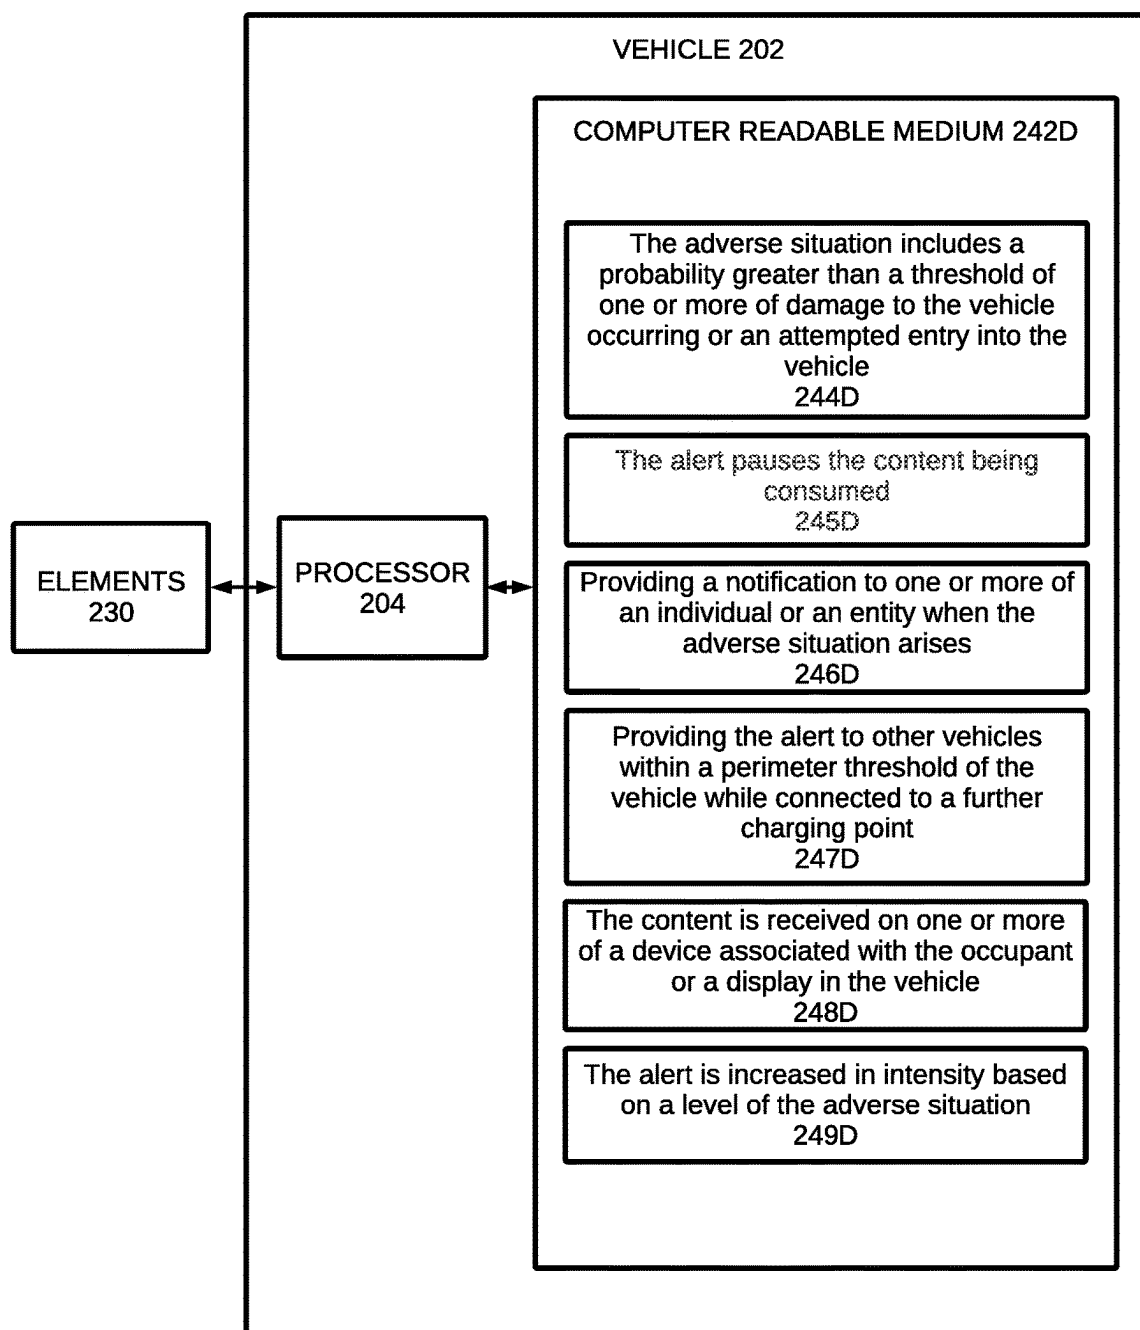 VEHICLE 202
COMPUTER READABLE MEDIUM 242D
The adverse situation includes a
probability greater than a threshold of
one or more of damage to the vehicle
occurring or an attempted entry into the
vehicle
244D
The alert pauses the content being
consumed
245D
Providing a notification to one or more of
an individual or an entity when the
adverse situation arises
246D
Providing the alert to other vehicles
within a perimeter threshold of the
vehicle while connected to a further
charging point
247D
The content is received on one or more
of a device associated with the occupant
or a display in the vehicle
248D
The alert is increased in intensity based
on a level of the adverse situation
249D
ELEMENTS
230
PROCESSOR
204